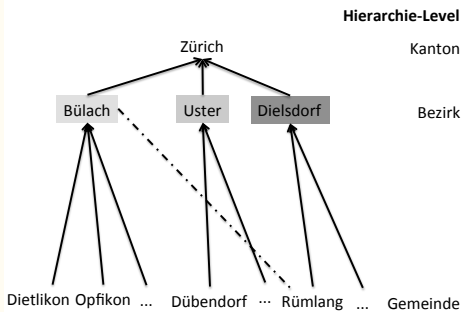 Hierarchie-Level
Zürich Kanton
Bülach Uster Dielsdorf Bezirk
Dietlikon Opfikon ... Dübendorf ... Rümlang ... Gemeinde